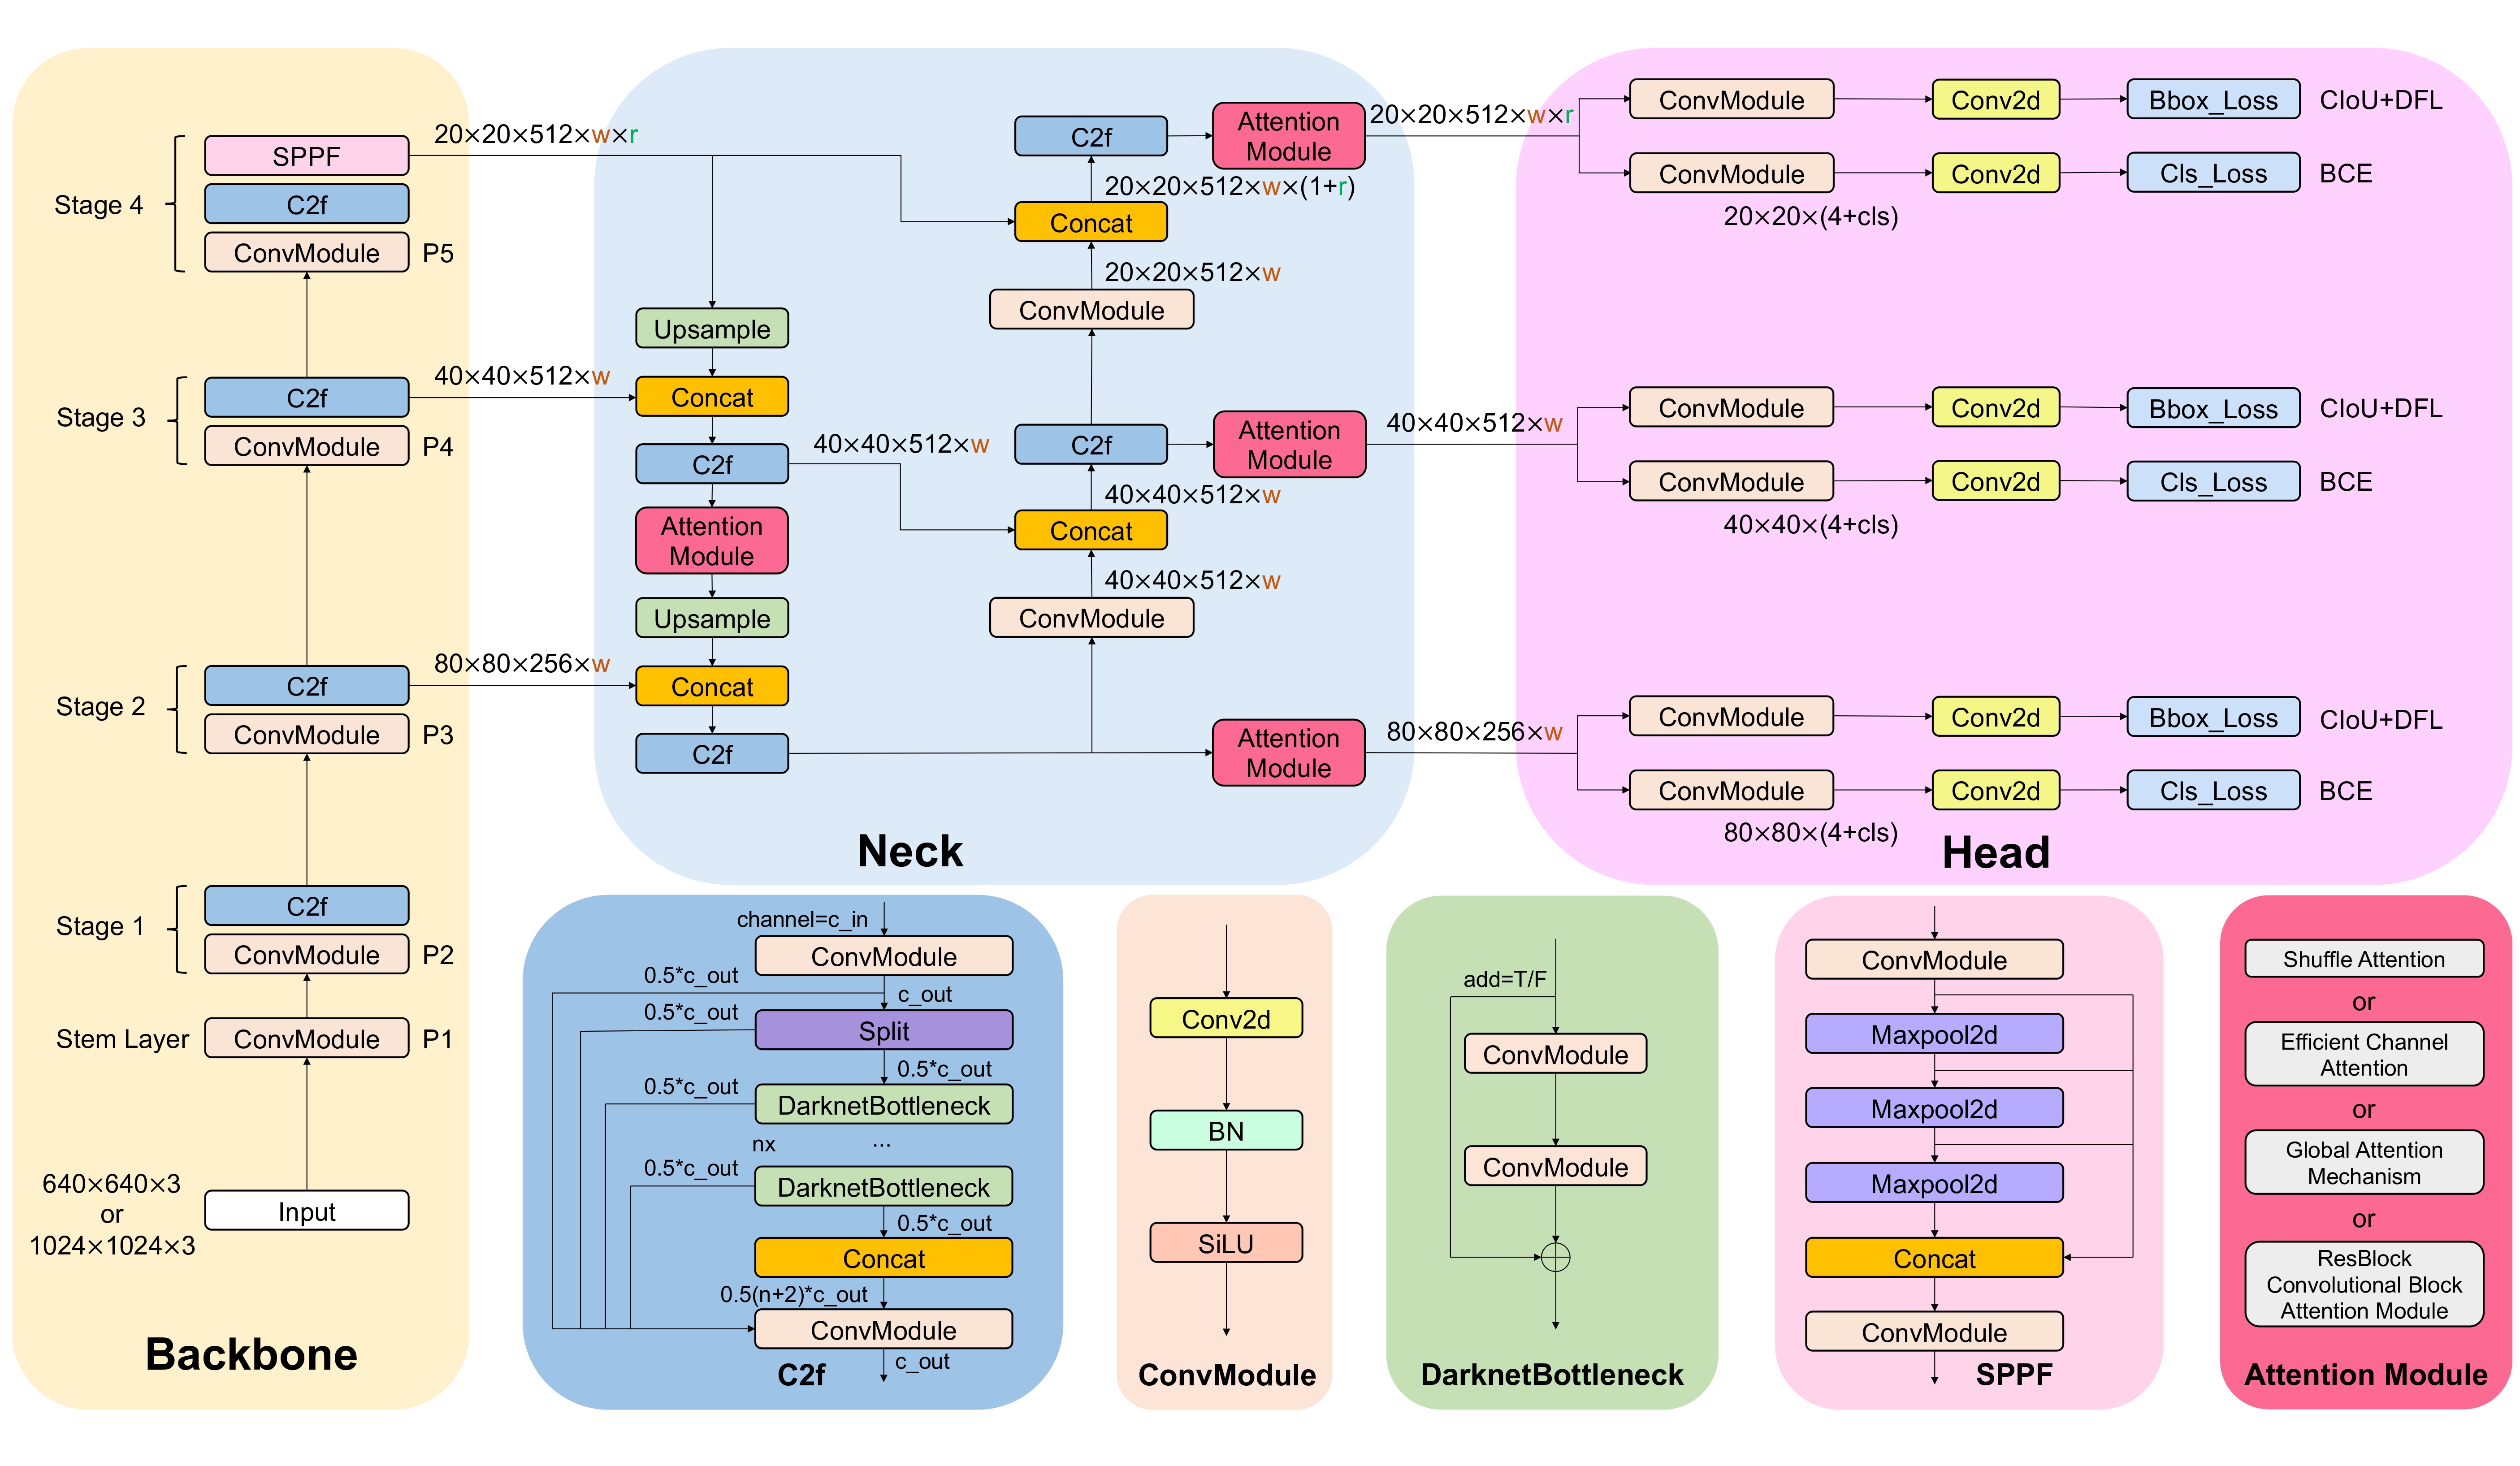 SPPF
C2f
ConvModule
Stage 4
P5
20×20×512×w×r
C2f
ConvModule
Stage 3
P4
40×40×512×w
C2f
ConvModule
Stage 2
P3
80×80×256×w
C2f
ConvModule
Stage 1
P2
Stem Layer
ConvModule
P1
640×640×3
or
1024×1024×3
Input
Backbone
Upsample
Concat
C2f
40×40×512×w
Attention
Module
Upsample
Concat
C2f
C2f
Attention
Module
20×20×512×w×(1+r)
Concat
20×20×512×w
ConvModule
C2f
Attention
Module
40×40×512×w
Concat
40×40×512×w
ConvModule
Attention
Module
Neck
20×20×512×w×r
ConvModule
Conv2d
Bbox_Loss
CIoU+DFL
ConvModule
Conv2d
Cls_Loss
BCE
20×20×(4+cls)
40×40×512×w
ConvModule
Conv2d
Bbox_Loss
CIoU+DFL
ConvModule
Conv2d
Cls_Loss
BCE
40×40×(4+cls)
80×80×256×w
ConvModule
Conv2d
Bbox_Loss
CIoU+DFL
ConvModule
Conv2d
Cls_Loss
BCE
80×80×(4+cls)
Head
channel=c_in
ConvModule
0.5*c_out
c_out
0.5*c_out
Split
0.5*c_out
0.5*c_out
DarknetBottleneck
nx
...
0.5*c_out
DarknetBottleneck
0.5*c_out
Concat
0.5(n+2)*c_out
ConvModule
c_out
C2f
Conv2d
BN
SiLU
ConvModule
add=T/F
ConvModule
ConvModule
DarknetBottleneck
ConvModule
Maxpool2d
Maxpool2d
Maxpool2d
Concat
ConvModule
SPPF
Shuffle Attention
or
Efficient Channel
Attention
or
Global Attention
Mechanism
or
ResBlock
Convolutional Block
Attention Module
Attention Module